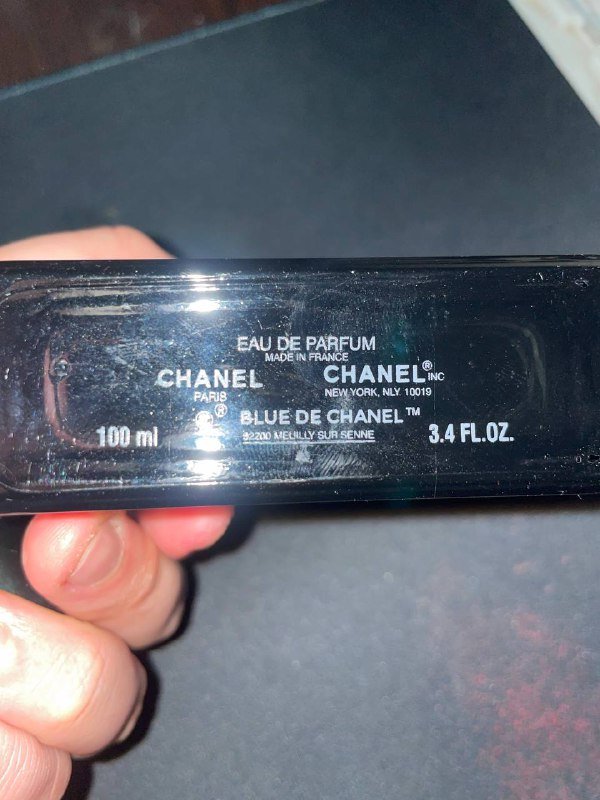 EAU DE PARFUM
MADE IN FRANCE
CHANEL
PARIS
CHANEL® INC
NEW YORK, NLY 10019
®
BLUE DE CHANEL™
92200 MEUILLY SUR SENNE
100 ml
3.4 FL.OZ.